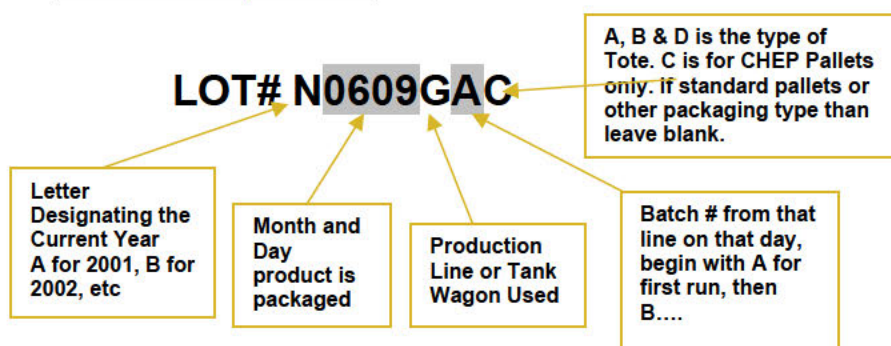 A, B & D is the type of
Tote. C is for CHEP Pallets
only. If standard pallets or
other packaging type than
leave blank.
LOT# N0609GAC
Letter
Designating the
Current Year
A for 2001, B for
2002, etc
Month and
Day
product is
packaged
Production
Line or Tank
Wagon Used
Batch # from that
line on that day,
begin with A for
first run, then
B....